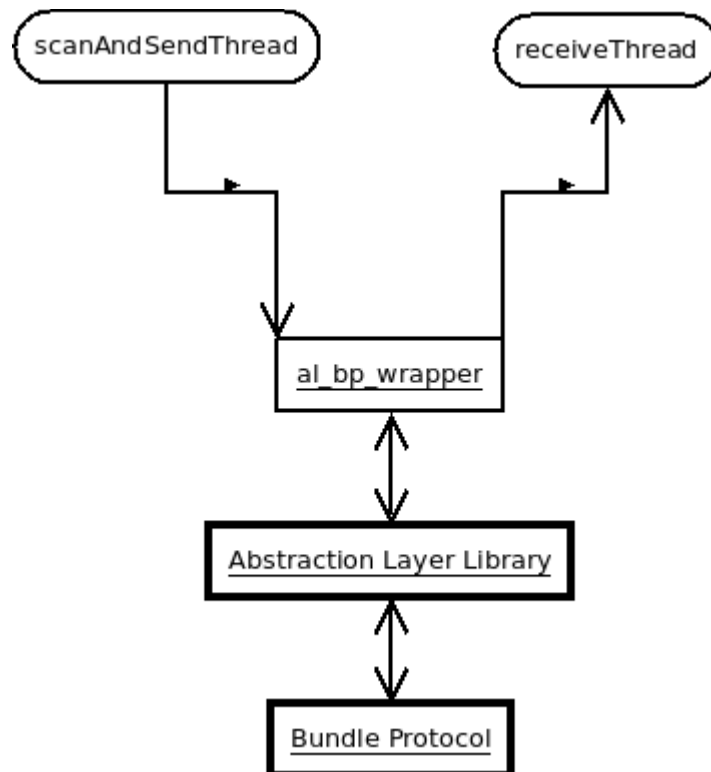 scanAndSendThread
receiveThread
al_bp_wrapper
Abstraction Layer Library
Bundle Protocol